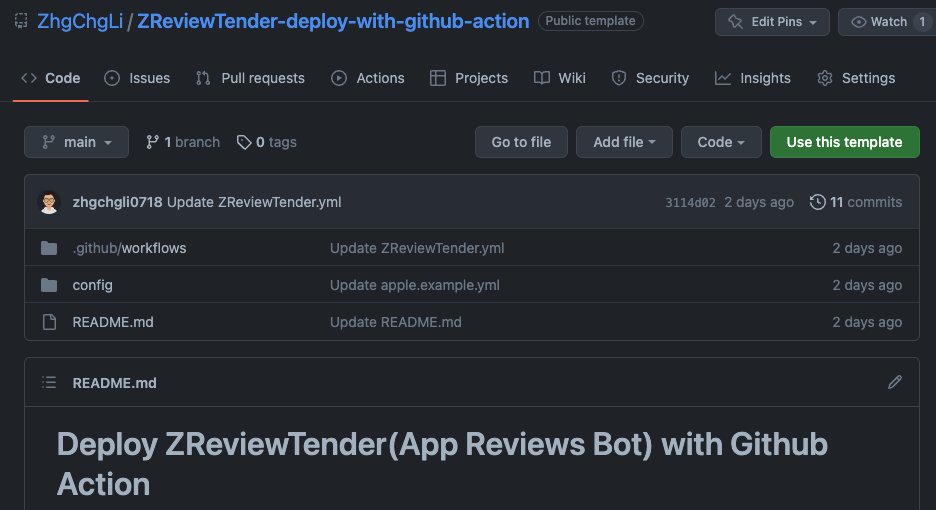 ZhgChgLi / ZReviewTender-deploy-with-github-action Public template Edit Pins Watch 1
Code Issues Pull requests Actions Projects Wiki Security Insights Settings
main 1 branch 0 tags Go to file Add file Code Use this template
zhgchgli0718 Update ZReviewTender.yml 3114d02 2 days ago 11 commits
.github/workflows Update ZReviewTender.yml 2 days ago
config Update apple.example.yml 2 days ago
README.md Update README.md 2 days ago
README.md
Deploy ZReviewTender(App Reviews Bot) with Github
Action